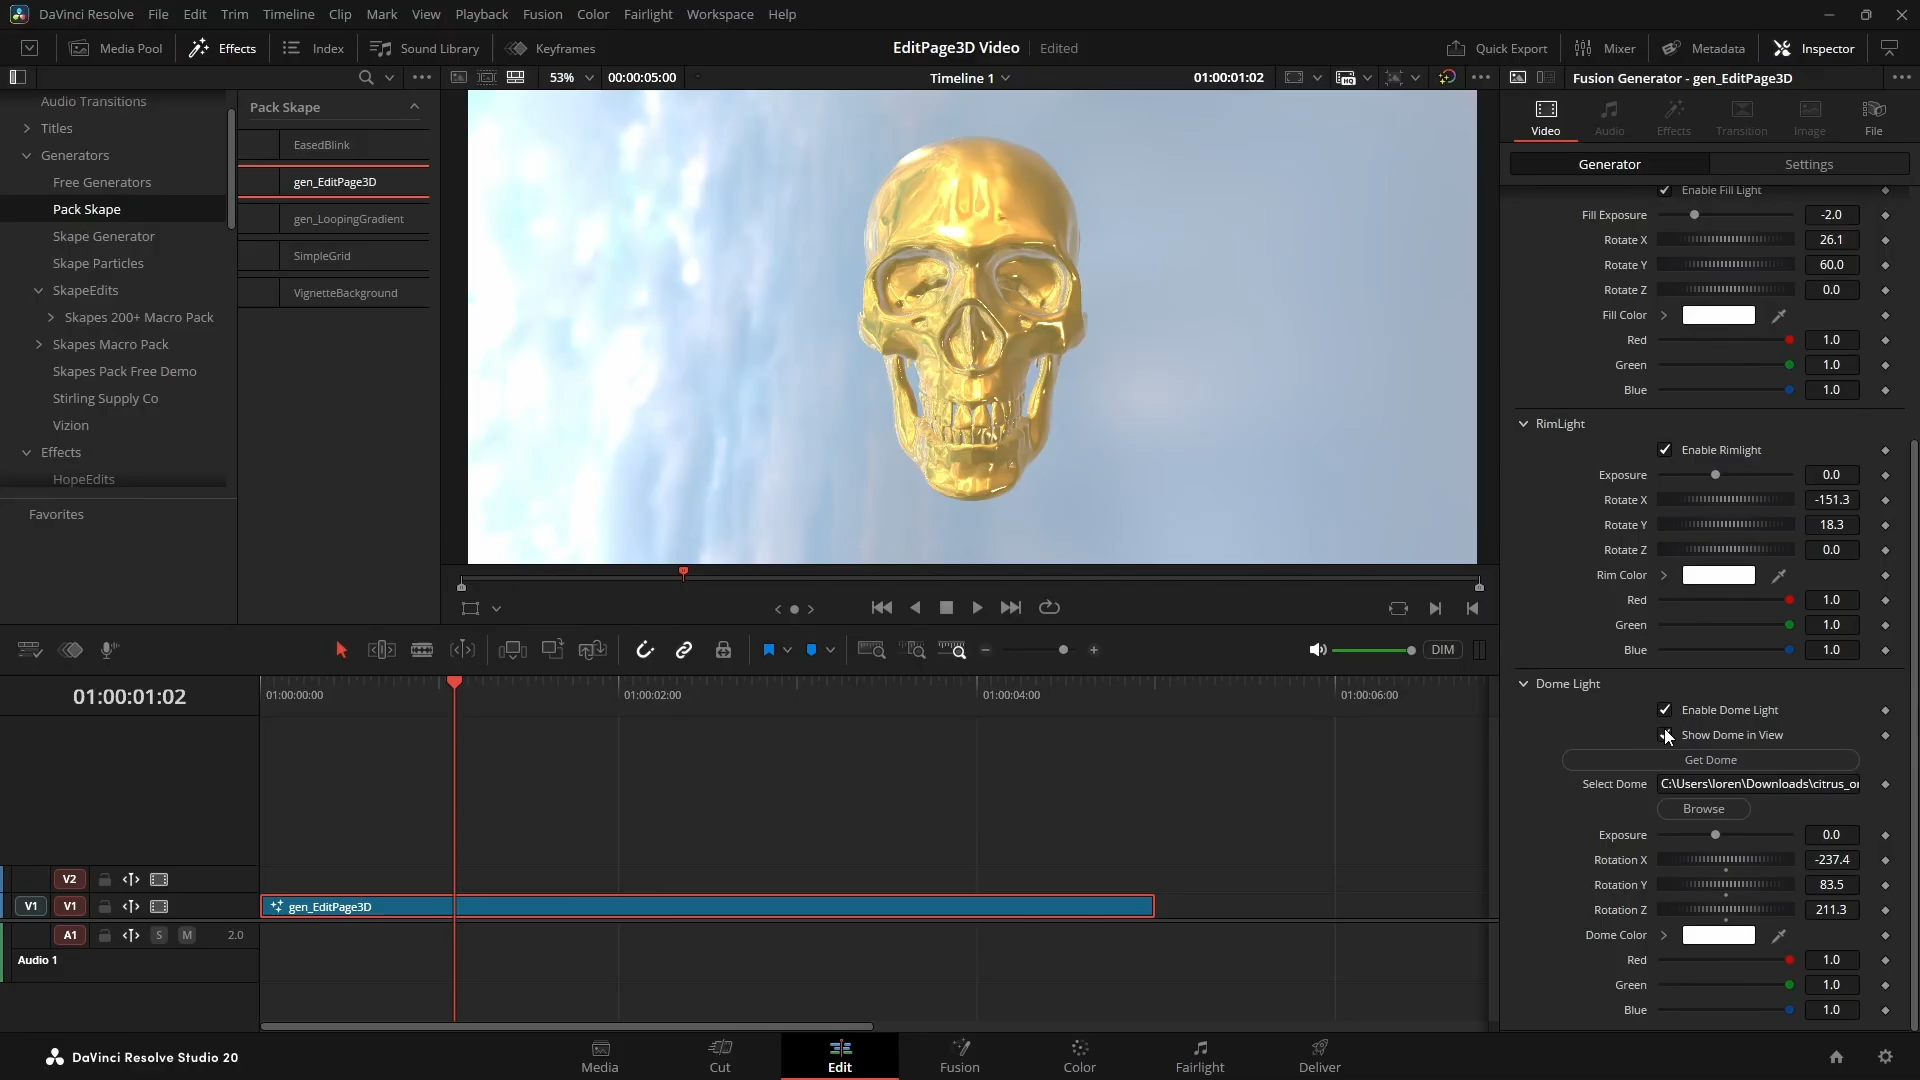 DaVinci Resolve File Edit Trim Timeline Clip Mark View Playback Fusion Color Fairlight Workspace Help
Media Pool Effects Index Sound Library Keyframes EditPage3D Video Edited Quick Export Mixer Metadata Inspector
53% 00:00:05:00 Timeline 1 01:00:01:02 Fusion Generator - gen_EditPage3D
Audio Transitions
Titles
Generators
Free Generators
Pack Skape
Skape Generator
Skape Particles
SkapeEdits
Skapes 200+ Macro Pack
Skapes Macro Pack
Skapes Pack Free Demo
Stirling Supply Co
Vizion
Effects
HopeEdits
Favorites
Pack Skape
EasedBlink
gen_EditPage3D
gen_LoopingGradient
SimpleGrid
VignetteBackground
Video Audio Effects Transition Image File
Generator Settings
Enable Fill Light
Fill Exposure -2.0
Rotate X 26.1
Rotate Y 60.0
Rotate Z 0.0
Fill Color
Red 1.0
Green 1.0
Blue 1.0
RimLight
Enable Rimlight
Exposure 0.0
Rotate X -151.3
Rotate Y 18.3
Rotate Z 0.0
Rim Color
Red 1.0
Green 1.0
Blue 1.0
Dome Light
Enable Dome Light
Show Dome in View
Get Dome
Select Dome C:\Users\loren\Downloads\citrus_or
Browse
Exposure 0.0
Rotation X -237.4
Rotation Y 83.5
Rotation Z 211.3
Dome Color
Red 1.0
Green 1.0
Blue 1.0
DIM
01:00:01:02 01:00:00:00 01:00:02:00 01:00:04:00 01:00:06:00
V2
V1 V1 gen_EditPage3D
A1 S M 2.0
Audio 1
DaVinci Resolve Studio 20 Media Cut Edit Fusion Color Fairlight Deliver